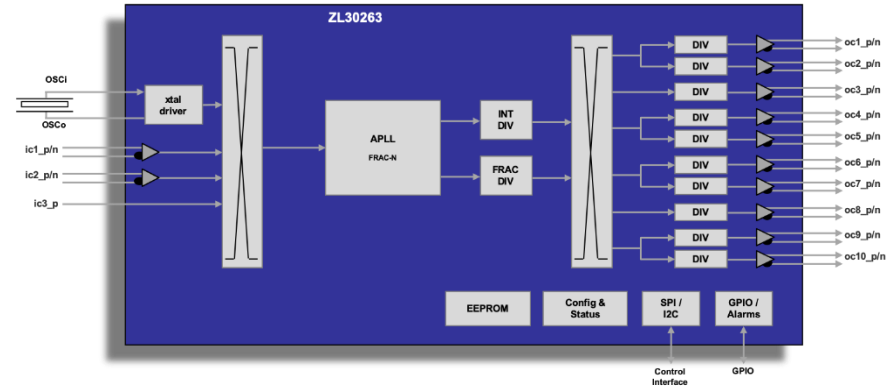 ZL30263
OSCi
xtal
driver
OSCo
ic1_p/n
ic2_p/n
ic3_p
APLL
FRAC-N
INT
DIV
FRAC
DIV
DIV
DIV
DIV
DIV
DIV
DIV
DIV
DIV
DIV
DIV
oc1_p/n
oc2_p/n
oc3_p/n
oc4_p/n
oc5_p/n
oc6_p/n
oc7_p/n
oc8_p/n
oc9_p/n
oc10_p/n
EEPROM
Config &
Status
SPI /
I2C
GPIO /
Alarms
Control
Interface
GPIO